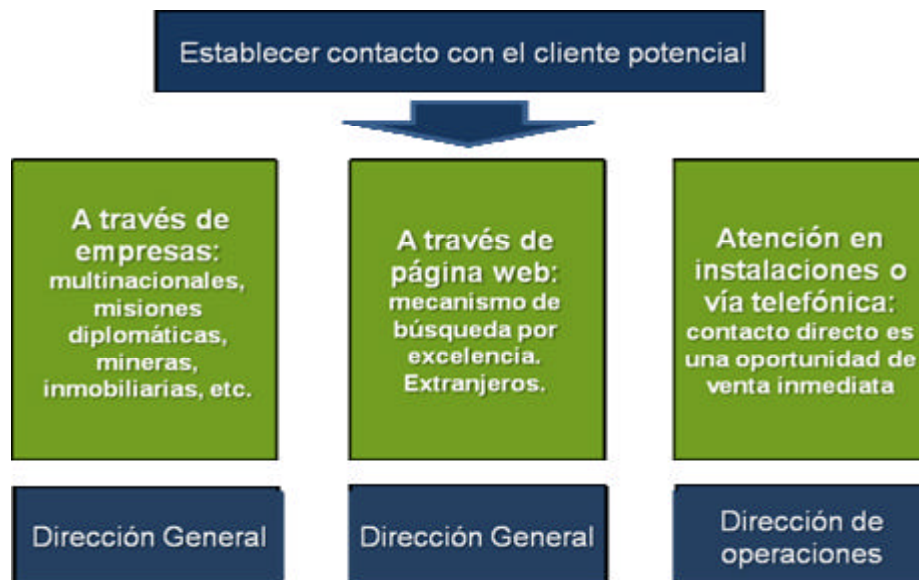 Establecer contacto con el cliente potencial
A través de
empresas:
multinacionales,
misiones
diplomáticas,
mineras,
inmobiliarias, etc.
A través de
página web:
mecanismo de
búsqueda por
excelencia.
Extranjeros.
Atención en
instalaciones o
vía telefónica:
contacto directo es
una oportunidad de
venta inmediata
Dirección General
Dirección General
Dirección de
operaciones